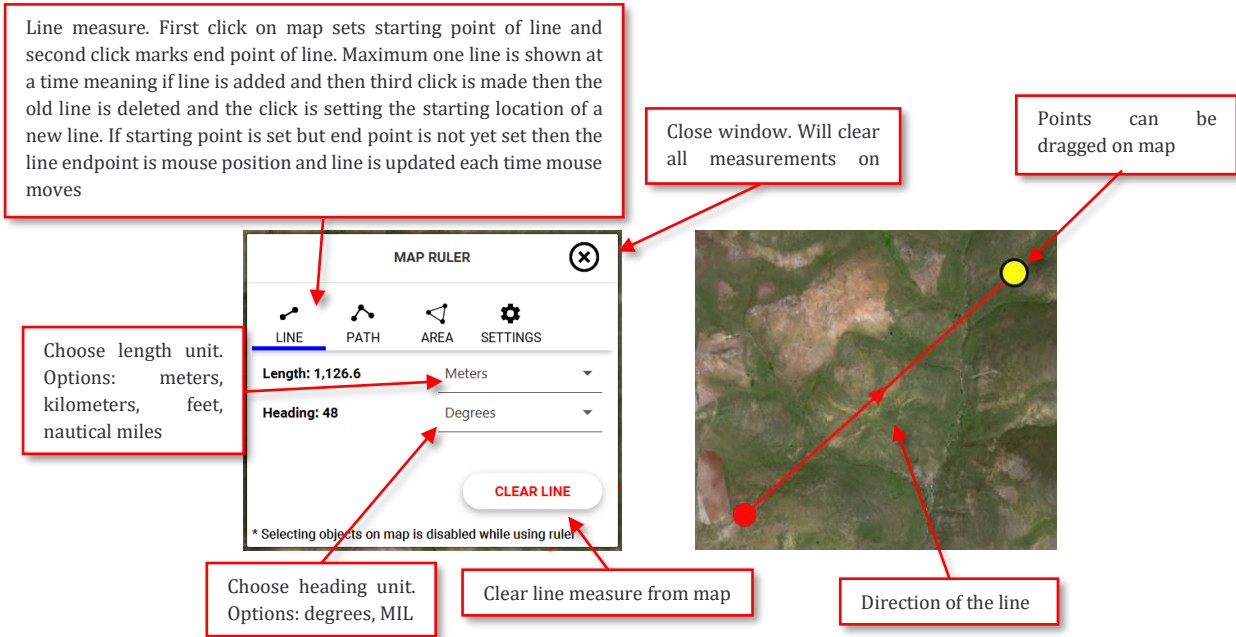 Line measure. First click on map sets starting point of line and
second click marks end point of line. Maximum one line is shown at
a time meaning if line is added and then third click is made then the
old line is deleted and the click is setting the starting location of a
new line. If starting point is set but end point is not yet set then the
line endpoint is mouse position and line is updated each time mouse
moves
Close window. Will clear
all measurements on
Points can be
dragged on map
MAP RULER
LINE PATH AREA SETTINGS
Length: 1,126.6 Meters
Heading: 48 Degrees
CLEAR LINE
* Selecting objects on map is disabled while using ruler
Choose length unit.
Options: meters,
kilometers, feet,
nautical miles
Choose heading unit.
Options: degrees, MIL
Clear line measure from map
Direction of the line